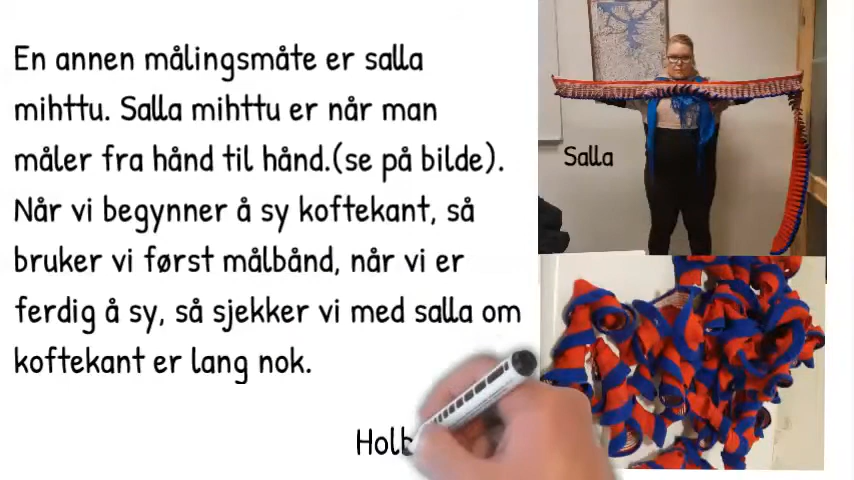 En annen målingsmåte er salla
mihttu. Salla mihttu er når man
måler fra hånd til hånd.(se på bilde).
Når vi begynner å sy koftekant, så
bruker vi først målbånd, når vi er
ferdig å sy, så sjekker vi med salla om
koftekant er lang nok.
Salla
Holb